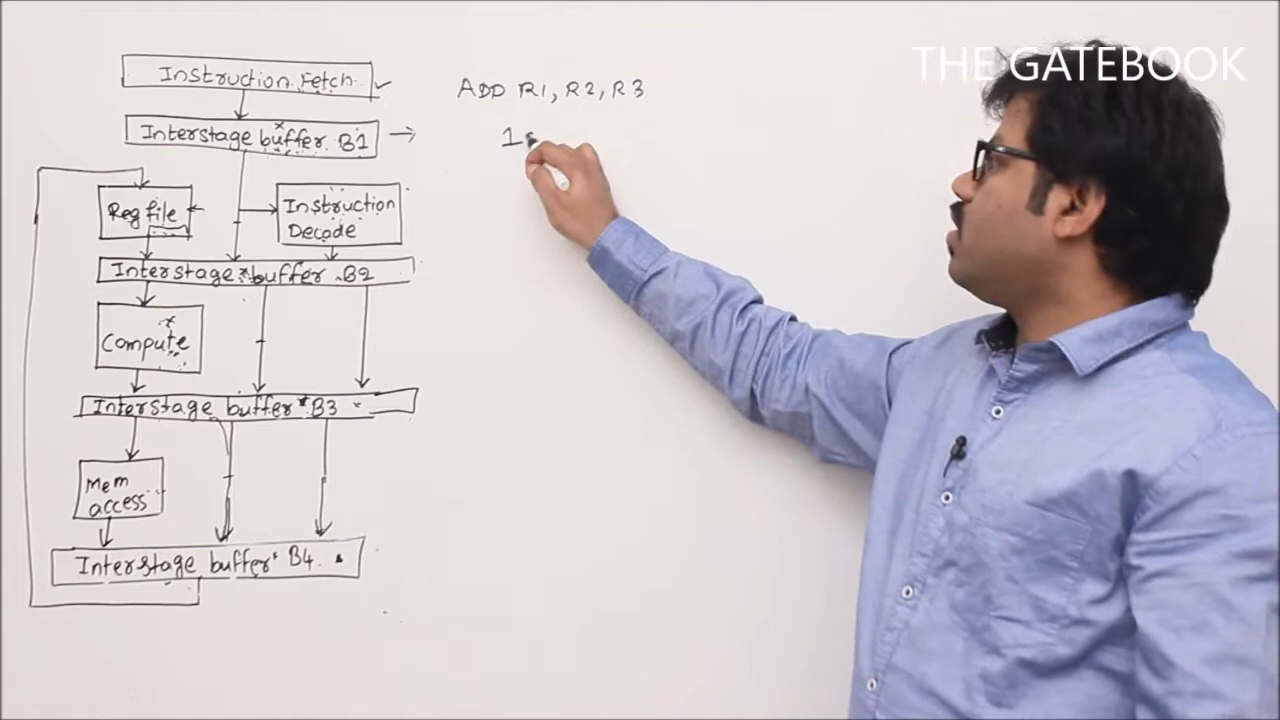 THE GATEBOOK
Instruction Fetch
Interstage buffer B1
Reg file
Instruction
Decode
Interstage buffer B2
Compute
Interstage buffer B3
Mem
access
Interstage buffer B4
ADD R1, R2, R3
1